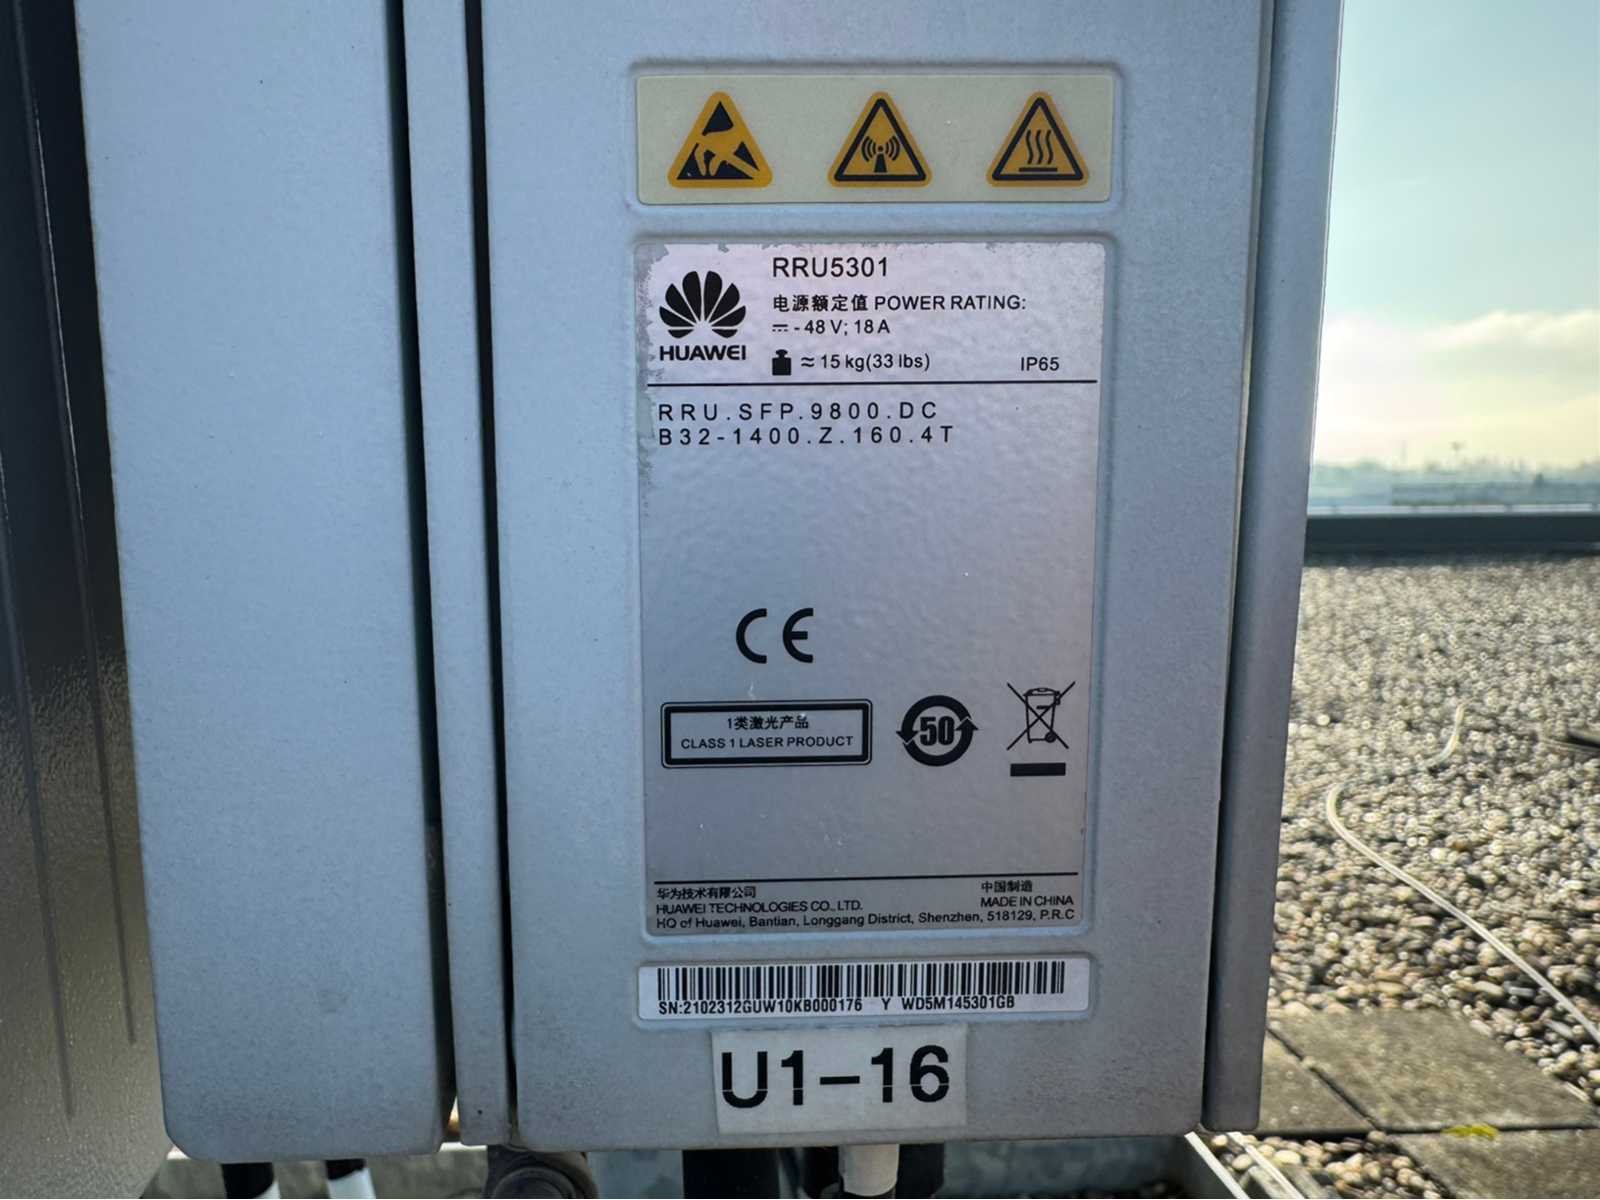 RRU5301
电源额定值 POWER RATING:
⎓ - 48 V; 18 A
≈ 15 kg(33 lbs)
IP65
HUAWEI
RRU.SFP.9800.DC
B32-1400.Z.160.4T
CE
1类激光产品
CLASS 1 LASER PRODUCT
50
华为技术有限公司
中国制造
HUAWEI TECHNOLOGIES CO., LTD.
MADE IN CHINA
HQ of Huawei, Bantian, Longgang District, Shenzhen, 518129, P.R.C
SN:2102312GUW10KB000176 Y WD5M145301GB
U1-16